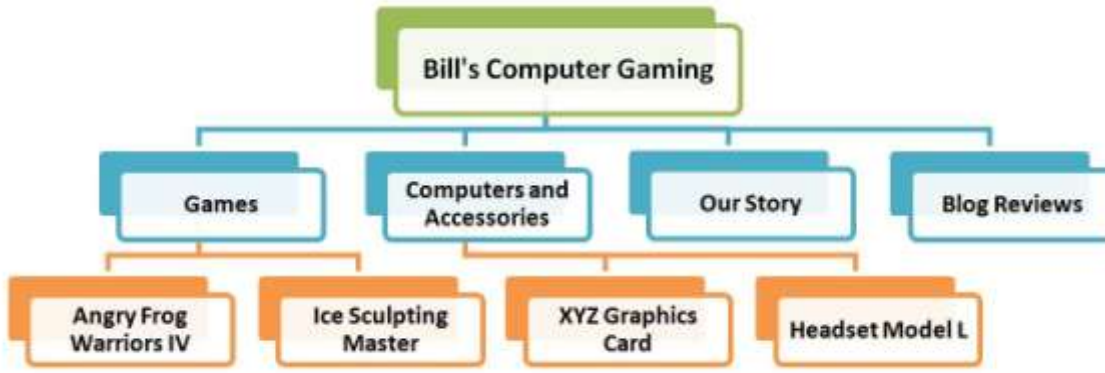 Bill's Computer Gaming
Games
Computers and
Accessories
Our Story
Blog Reviews
Angry Frog
Warriors IV
Ice Sculpting
Master
XYZ Graphics
Card
Headset Model L